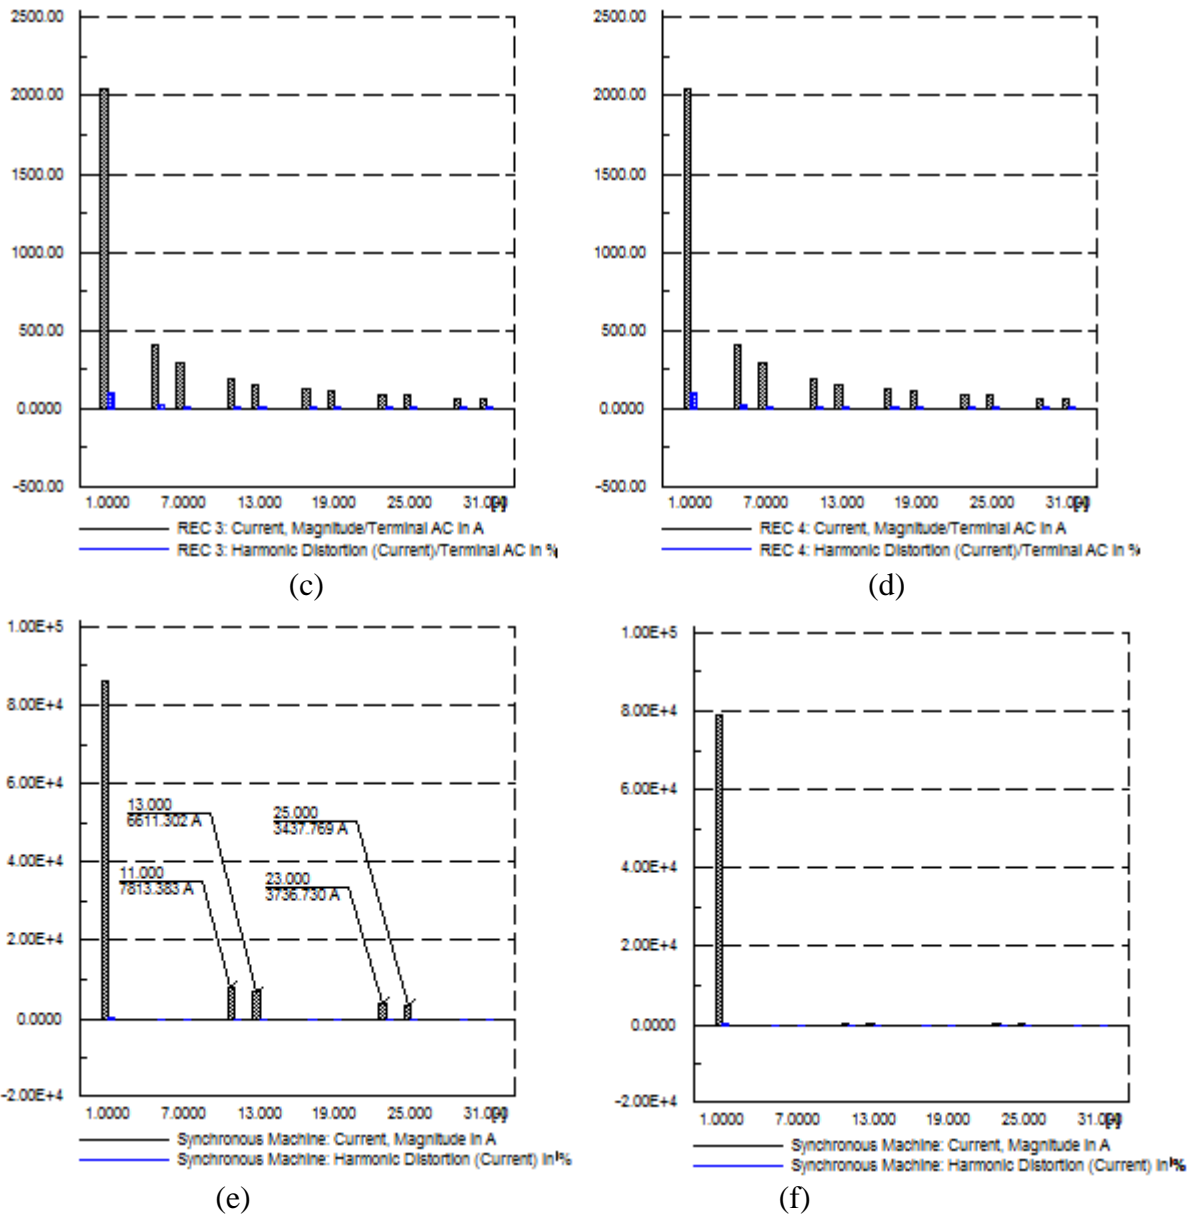 2500.00
2000.00
1500.00
1000.00
500.00
0.0000
-500.00
1.0000 7.0000 13.000 19.000 25.000 31.000 [-]
REC 3: Current, Magnitude/Terminal AC in A
REC 3: Harmonic Distortion (Current)/Terminal AC in %
(c)
2500.00
2000.00
1500.00
1000.00
500.00
0.0000
-500.00
1.0000 7.0000 13.000 19.000 25.000 31.000 [-]
REC 4: Current, Magnitude/Terminal AC in A
REC 4: Harmonic Distortion (Current)/Terminal AC in %
(d)
1.00E+5
8.00E+4
6.00E+4
4.00E+4
2.00E+4
0.0000
-2.00E+4
13.000
6611.302 A
25.000
3437.769 A
11.000
7813.383 A
23.000
3736.730 A
1.0000 7.0000 13.000 19.000 25.000 31.000 [-]
Synchronous Machine: Current, Magnitude in A
Synchronous Machine: Harmonic Distortion (Current) in %
(e)
1.00E+5
8.00E+4
6.00E+4
4.00E+4
2.00E+4
0.0000
-2.00E+4
1.0000 7.0000 13.000 19.000 25.000 31.000 [-]
Synchronous Machine: Current, Magnitude in A
Synchronous Machine: Harmonic Distortion (Current) in %
(f)